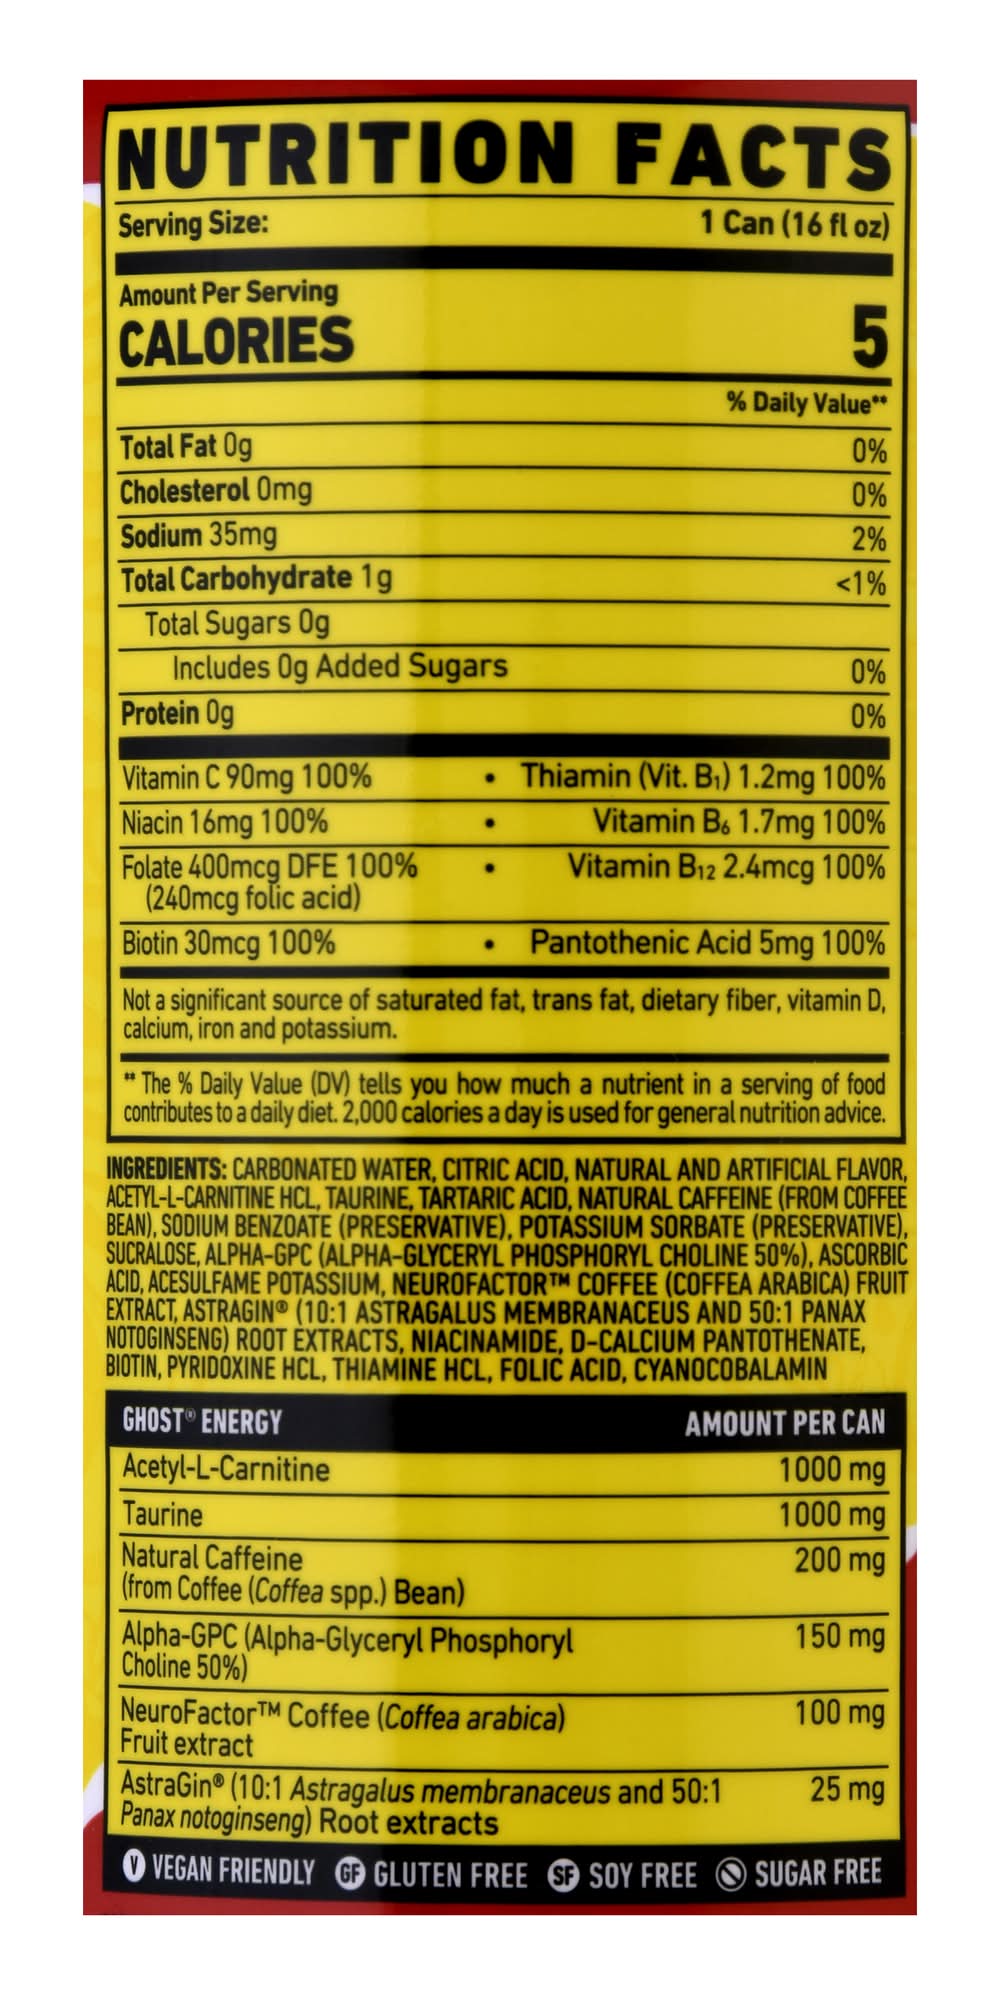 NUTRITION FACTS
Serving Size: 1 Can (16 fl oz)
Amount Per Serving
CALORIES 5
% Daily Value**
Total Fat 0g 0%
Cholesterol 0mg 0%
Sodium 35mg 2%
Total Carbohydrate 1g <1%
Total Sugars 0g
Includes 0g Added Sugars 0%
Protein 0g 0%
Vitamin C 90mg 100% • Thiamin (Vit. B₁) 1.2mg 100%
Niacin 16mg 100% • Vitamin B₆ 1.7mg 100%
Folate 400mcg DFE 100% • Vitamin B₁₂ 2.4mcg 100%
(240mcg folic acid)
Biotin 30mcg 100% • Pantothenic Acid 5mg 100%
Not a significant source of saturated fat, trans fat, dietary fiber, vitamin D,
calcium, iron and potassium.
** The % Daily Value (DV) tells you how much a nutrient in a serving of food
contributes to a daily diet. 2,000 calories a day is used for general nutrition advice.
INGREDIENTS: CARBONATED WATER, CITRIC ACID, NATURAL AND ARTIFICIAL FLAVOR,
ACETYL-L-CARNITINE HCL, TAURINE, TARTARIC ACID, NATURAL CAFFEINE (FROM COFFEE
BEAN), SODIUM BENZOATE (PRESERVATIVE), POTASSIUM SORBATE (PRESERVATIVE),
SUCRALOSE, ALPHA-GPC (ALPHA-GLYCERYL PHOSPHORYL CHOLINE 50%), ASCORBIC
ACID, ACESULFAME POTASSIUM, NEUROFACTOR™ COFFEE (COFFEA ARABICA) FRUIT
EXTRACT, ASTRAGIN® (10:1 ASTRAGALUS MEMBRANACEUS AND 50:1 PANAX
NOTOGINSENG) ROOT EXTRACTS, NIACINAMIDE, D-CALCIUM PANTOTHENATE,
BIOTIN, PYRIDOXINE HCL, THIAMINE HCL, FOLIC ACID, CYANOCOBALAMIN
GHOST® ENERGY AMOUNT PER CAN
Acetyl-L-Carnitine 1000 mg
Taurine 1000 mg
Natural Caffeine 200 mg
(from Coffee (Coffea spp.) Bean)
Alpha-GPC (Alpha-Glyceryl Phosphoryl 150 mg
Choline 50%)
NeuroFactor™ Coffee (Coffea arabica) 100 mg
Fruit extract
AstraGin® (10:1 Astragalus membranaceus and 50:1 25 mg
Panax notoginseng) Root extracts
V VEGAN FRIENDLY GF GLUTEN FREE SF SOY FREE SUGAR FREE